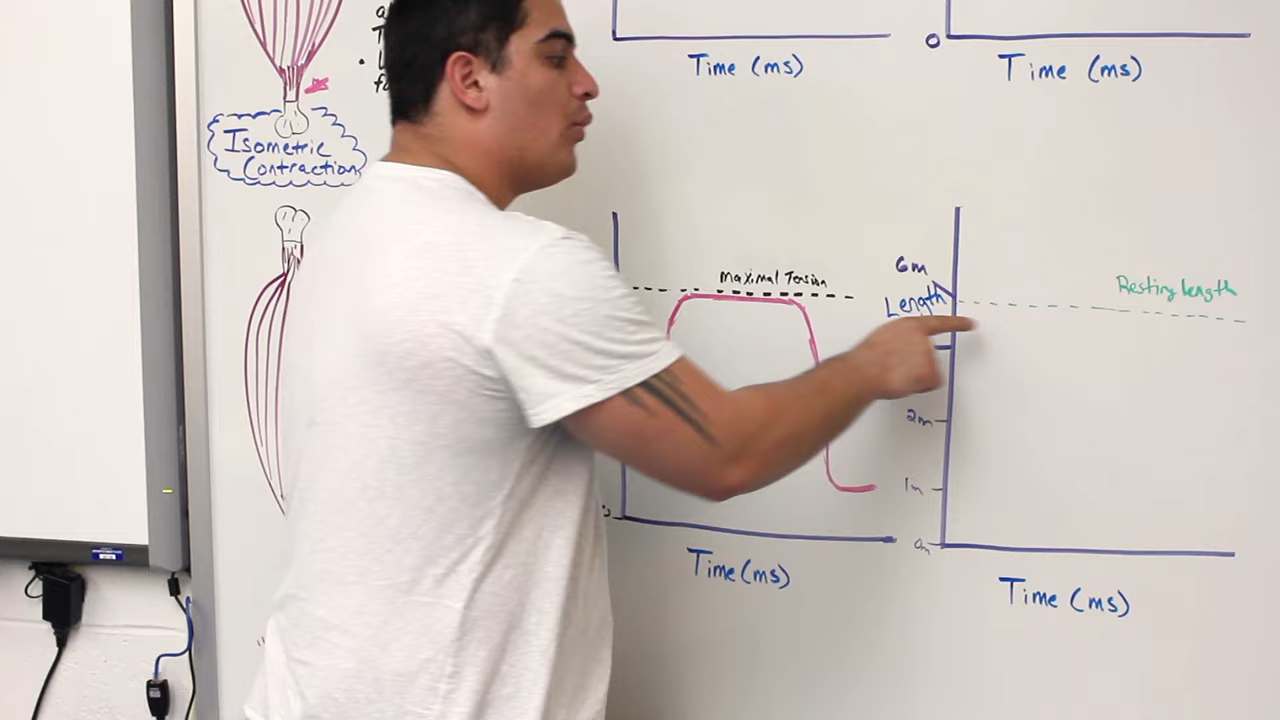 Time (ms)
0
Time (ms)
Isometric
Contraction
maximal Tension
6m
Length
Resting length
2m
1m
0m
Time (ms)
Time (ms)